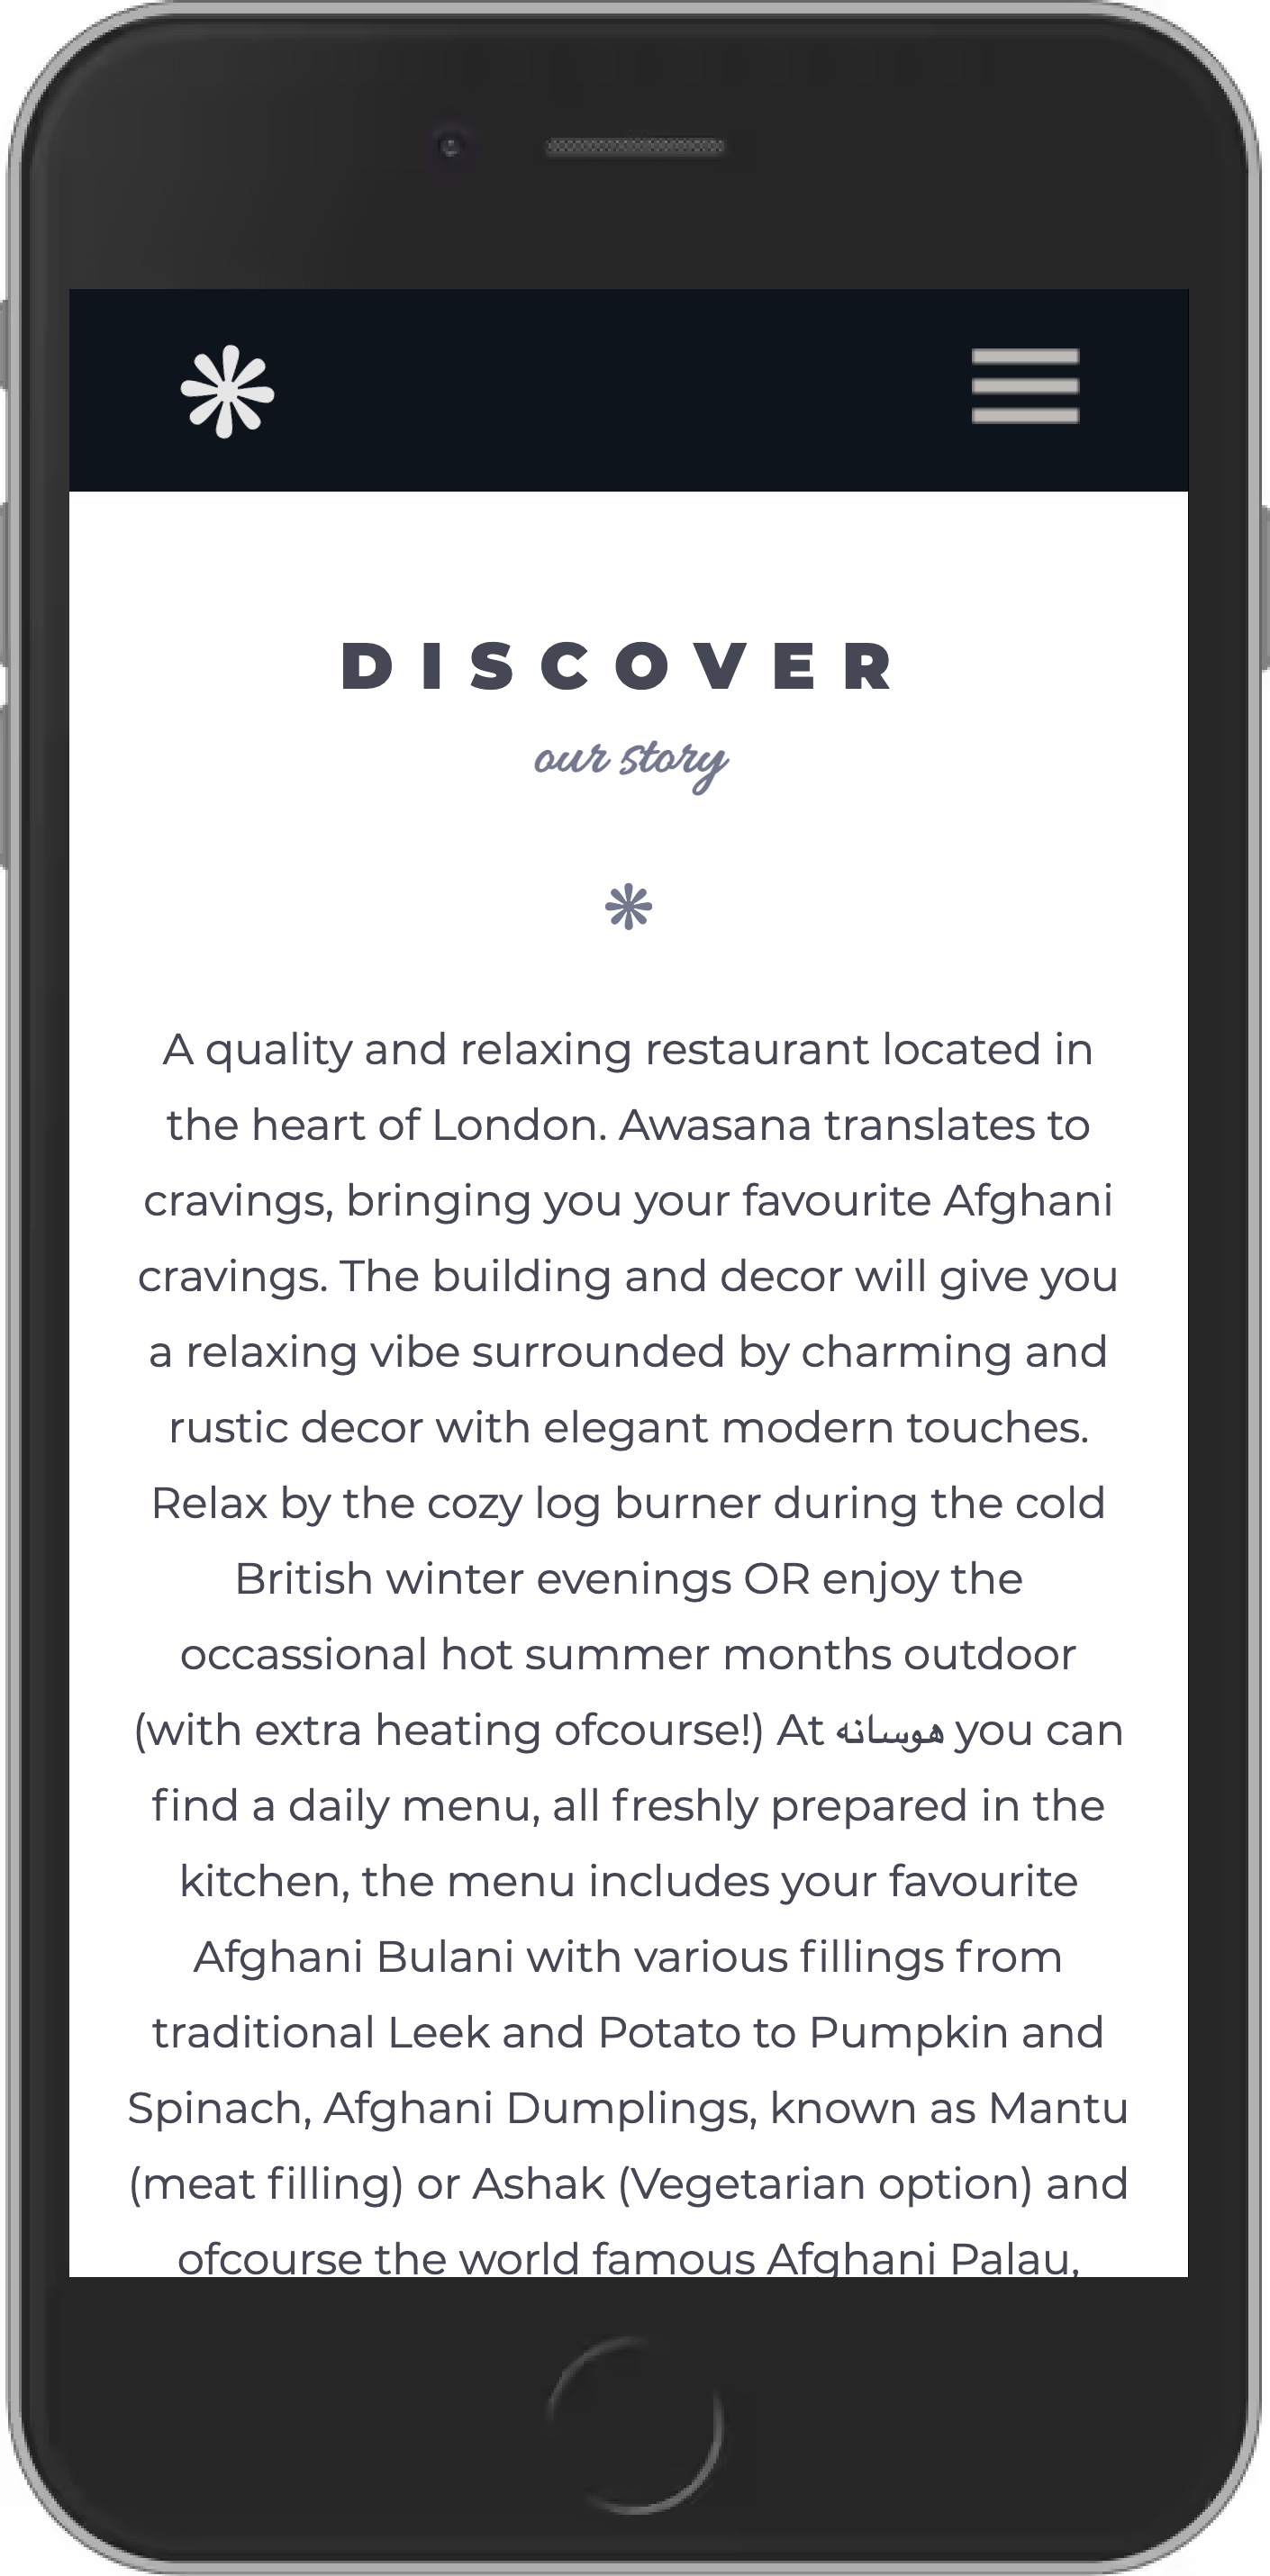 DISCOVER
our story
A quality and relaxing restaurant located in
the heart of London. Awasana translates to
cravings, bringing you your favourite Afghani
cravings. The building and decor will give you
a relaxing vibe surrounded by charming and
rustic decor with elegant modern touches.
Relax by the cozy log burner during the cold
British winter evenings OR enjoy the
occassional hot summer months outdoor
(with extra heating ofcourse!) At هوسانه you can
find a daily menu, all freshly prepared in the
kitchen, the menu includes your favourite
Afghani Bulani with various fillings from
traditional Leek and Potato to Pumpkin and
Spinach, Afghani Dumplings, known as Mantu
(meat filling) or Ashak (Vegetarian option) and
ofcourse the world famous Afghani Palau,